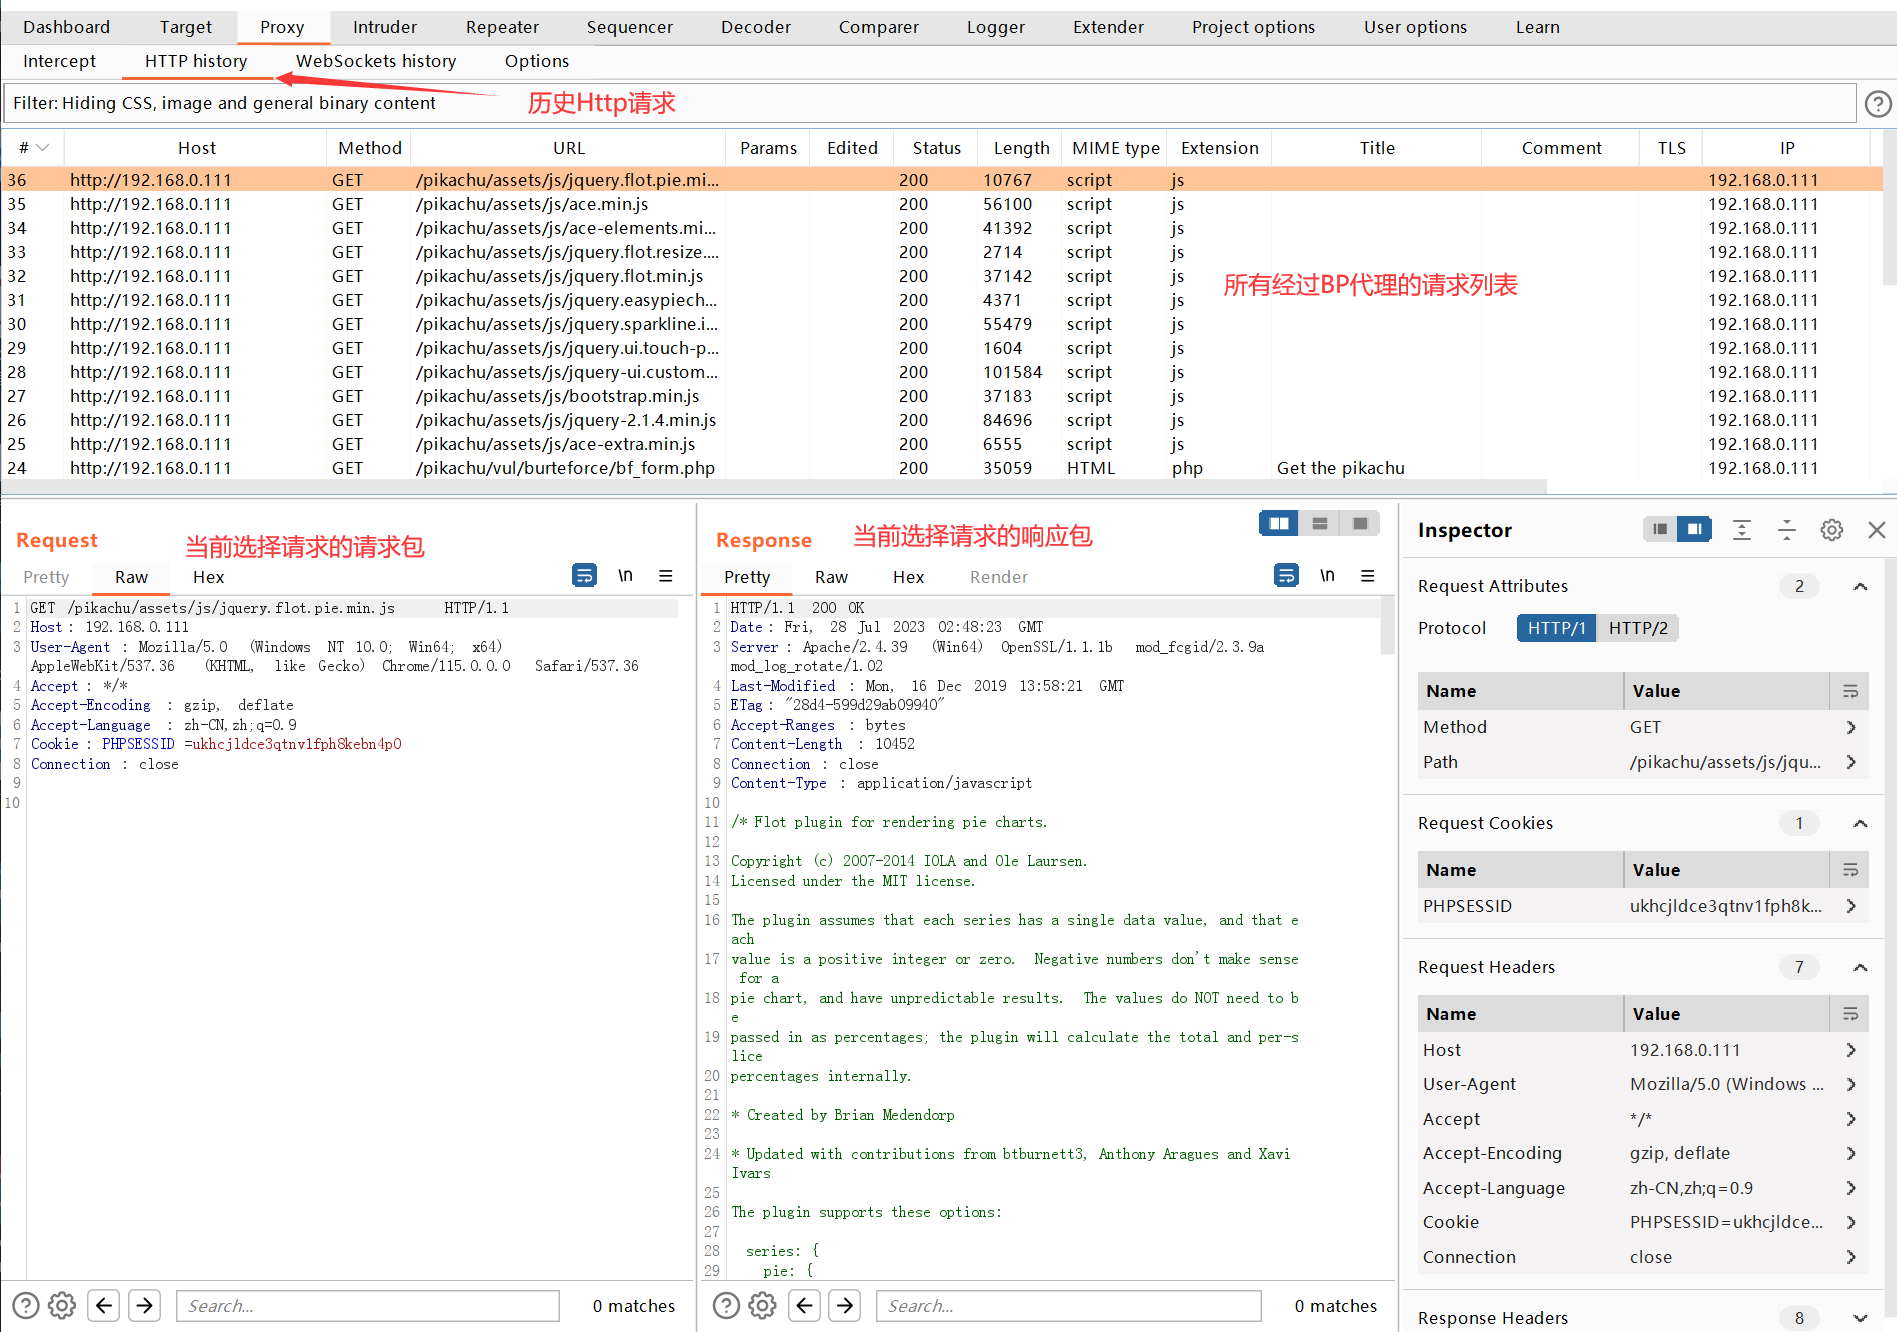 Dashboard Target Proxy Intruder Repeater Sequencer Decoder Comparer Logger Extender Project options User options Learn
Intercept HTTP history WebSockets history Options
Filter: Hiding CSS, image and general binary content
历史Http请求
# Host Method URL Params Edited Status Length MIME type Extension Title Comment TLS IP
36 http://192.168.0.111 GET /pikachu/assets/js/jquery.flot.pie.mi... 200 10767 script js 192.168.0.111
35 http://192.168.0.111 GET /pikachu/assets/js/ace.min.js 200 56100 script js 192.168.0.111
34 http://192.168.0.111 GET /pikachu/assets/js/ace-elements.mi... 200 41392 script js 192.168.0.111
33 http://192.168.0.111 GET /pikachu/assets/js/jquery.flot.resize.... 200 2714 script js 192.168.0.111
32 http://192.168.0.111 GET /pikachu/assets/js/jquery.flot.min.js 200 37142 script js 192.168.0.111
31 http://192.168.0.111 GET /pikachu/assets/js/jquery.easypiech... 200 4371 script js 192.168.0.111
30 http://192.168.0.111 GET /pikachu/assets/js/jquery.sparkline.i... 200 55479 script js 192.168.0.111
29 http://192.168.0.111 GET /pikachu/assets/js/jquery.ui.touch-p... 200 1604 script js 192.168.0.111
28 http://192.168.0.111 GET /pikachu/assets/js/jquery-ui.custom... 200 101584 script js 192.168.0.111
27 http://192.168.0.111 GET /pikachu/assets/js/bootstrap.min.js 200 37183 script js 192.168.0.111
26 http://192.168.0.111 GET /pikachu/assets/js/jquery-2.1.4.min.js 200 84696 script js 192.168.0.111
25 http://192.168.0.111 GET /pikachu/assets/js/ace-extra.min.js 200 6555 script js 192.168.0.111
24 http://192.168.0.111 GET /pikachu/vul/burteforce/bf_form.php 200 35059 HTML php Get the pikachu 192.168.0.111
所有经过BP代理的请求列表
Request
当前选择请求的请求包
Pretty Raw Hex \n
1 GET /pikachu/assets/js/jquery.flot.pie.min.js HTTP/1.1
2 Host : 192.168.0.111
3 User-Agent : Mozilla/5.0 (Windows NT 10.0; Win64; x64)
AppleWebKit/537.36 (KHTML, like Gecko) Chrome/115.0.0.0 Safari/537.36
4 Accept : */*
5 Accept-Encoding : gzip, deflate
6 Accept-Language : zh-CN,zh;q=0.9
7 Cookie : PHPSESSID =ukhcjldce3qtnv1fph8kebn4p0
8 Connection : close
9
10
Search... 0 matches
Response
当前选择请求的响应包
Pretty Raw Hex Render \n
1 HTTP/1.1 200 OK
2 Date : Fri, 28 Jul 2023 02:48:23 GMT
3 Server : Apache/2.4.39 (Win64) OpenSSL/1.1.1b mod_fcgid/2.3.9a
mod_log_rotate/1.02
4 Last-Modified : Mon, 16 Dec 2019 13:58:21 GMT
5 ETag : "28d4-599d29ab09940"
6 Accept-Ranges : bytes
7 Content-Length : 10452
8 Connection : close
9 Content-Type : application/javascript
10
11 /* Flot plugin for rendering pie charts.
12
13 Copyright (c) 2007-2014 IOLA and Ole Laursen.
14 Licensed under the MIT license.
15
16 The plugin assumes that each series has a single data value, and that e
ach
17 value is a positive integer or zero. Negative numbers don't make sense
for a
18 pie chart, and have unpredictable results. The values do NOT need to b
e
19 passed in as percentages; the plugin will calculate the total and per-s
lice
20 percentages internally.
21
22 * Created by Brian Medendorp
23
24 * Updated with contributions from btburnett3, Anthony Aragues and Xavi
Ivars
25
26 The plugin supports these options:
27
28 series: {
29 pie: {
Search... 0 matches
Inspector
Request Attributes 2
Protocol HTTP/1 HTTP/2
Name Value
Method GET
Path /pikachu/assets/js/jqu...
Request Cookies 1
Name Value
PHPSESSID ukhcjldce3qtnv1fph8k...
Request Headers 7
Name Value
Host 192.168.0.111
User-Agent Mozilla/5.0 (Windows ...
Accept */*
Accept-Encoding gzip, deflate
Accept-Language zh-CN,zh;q=0.9
Cookie PHPSESSID=ukhcjldce...
Connection close
Response Headers 8